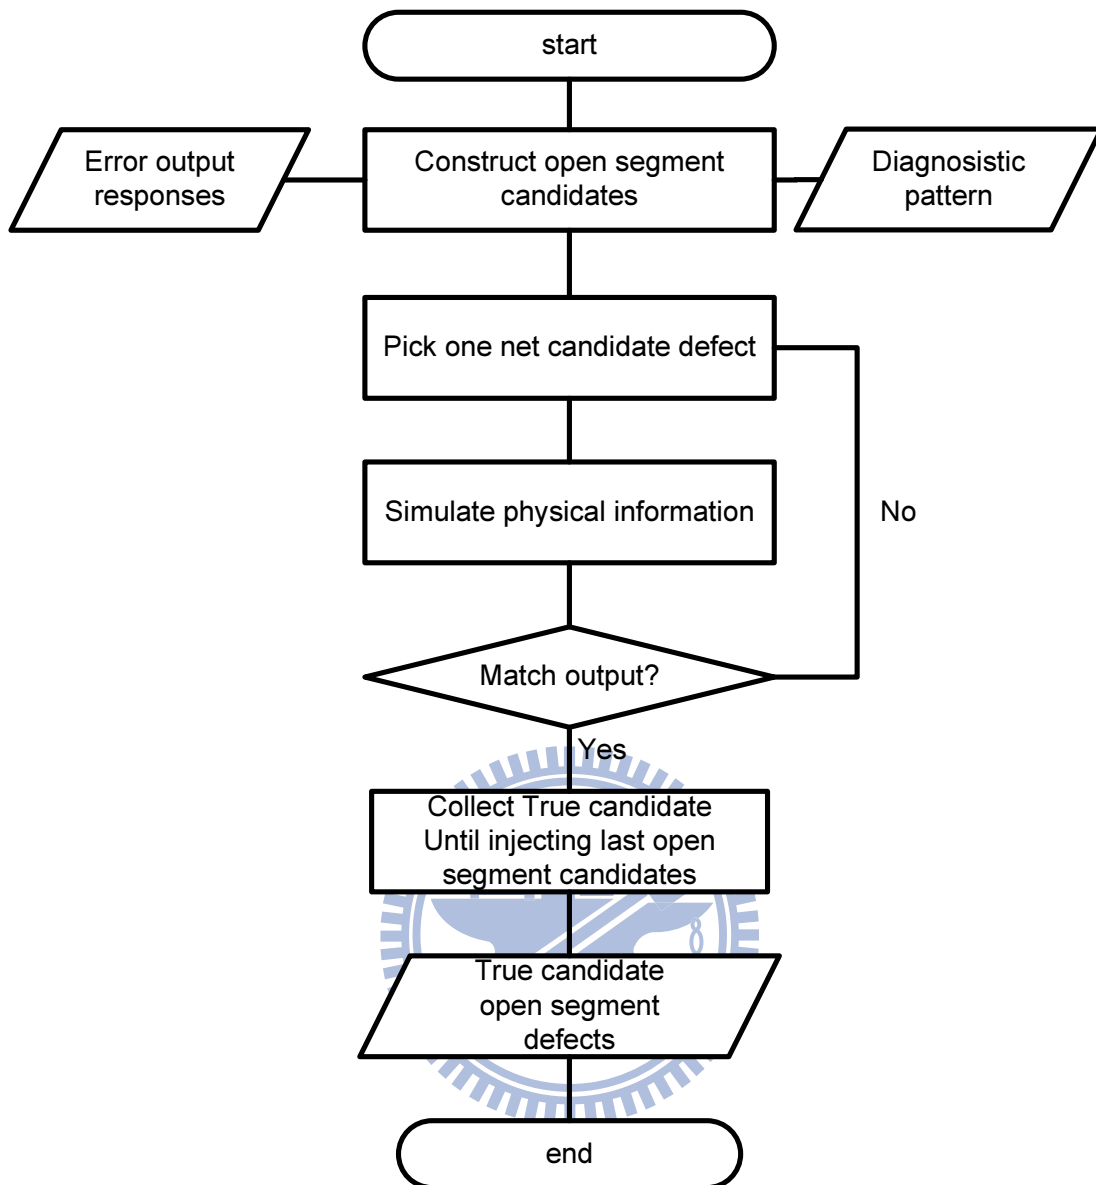 start
Error output
responses
Construct open segment
candidates
Diagnosistic
pattern
Pick one net candidate defect
Simulate physical information
No
Match output?
Yes
Collect True candidate
Until injecting last open
segment candidates
True candidate
open segment
defects
end